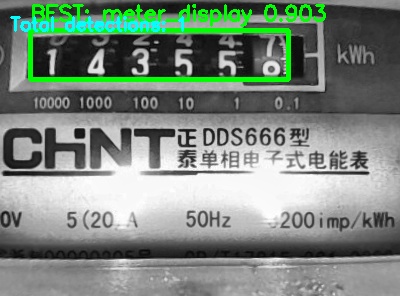 BEST: meter_display 0.903
Total detections: 1
1 4 3 5 5 8
kWh
10000 1000 100 10 1 0.1
CHNT 正 DDS666型
泰单相电子式电能表
0V 5(20)A 50Hz 3200imp/kWh